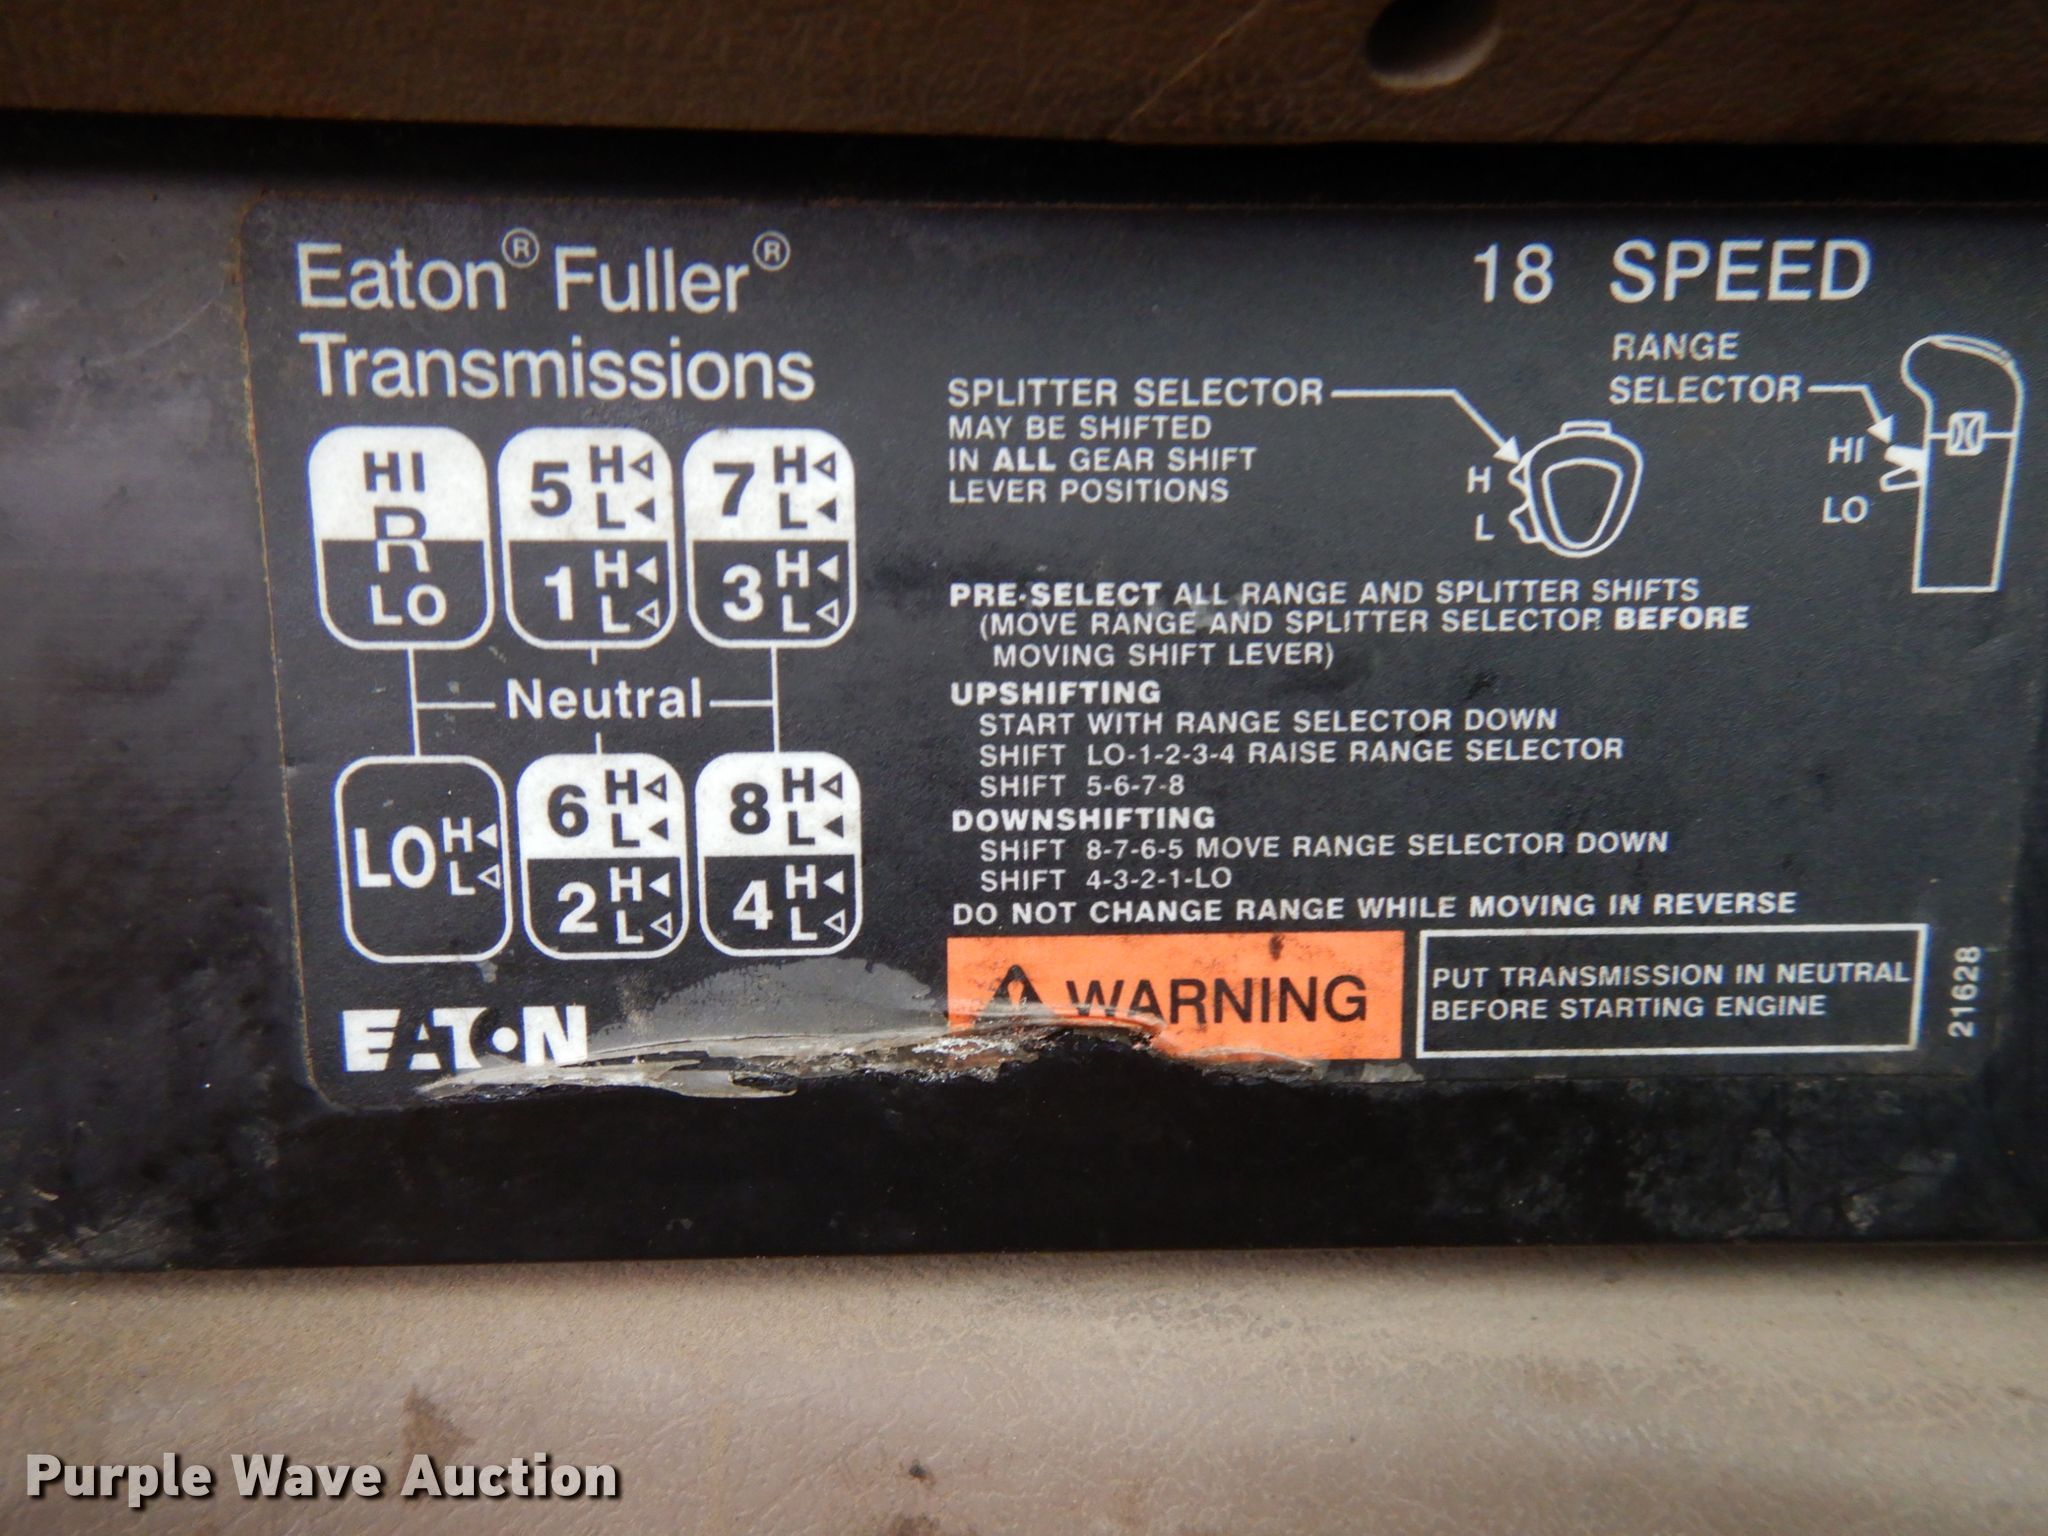 Eaton® Fuller®
Transmissions
18 SPEED
RANGE
SELECTOR
HI
LO
SPLITTER SELECTOR
MAY BE SHIFTED
IN ALL GEAR SHIFT
LEVER POSITIONS
H
L
HI
R
LO
5 H L
1 H L
7 H L
3 H L
Neutral
LO H L
6 H L
2 H L
8 H L
4 H L
PRE-SELECT ALL RANGE AND SPLITTER SHIFTS
(MOVE RANGE AND SPLITTER SELECTOR BEFORE
MOVING SHIFT LEVER)
UPSHIFTING
START WITH RANGE SELECTOR DOWN
SHIFT LO-1-2-3-4 RAISE RANGE SELECTOR
SHIFT 5-6-7-8
DOWNSHIFTING
SHIFT 8-7-6-5 MOVE RANGE SELECTOR DOWN
SHIFT 4-3-2-1-LO
DO NOT CHANGE RANGE WHILE MOVING IN REVERSE
WARNING
PUT TRANSMISSION IN NEUTRAL
BEFORE STARTING ENGINE
21628
EATON
Purple Wave Auction